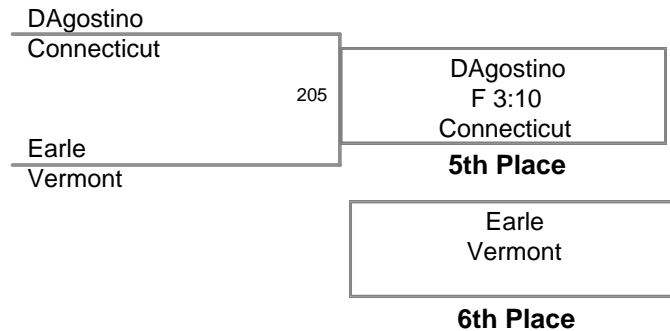 DAgostino
Connecticut
205
Earle
Vermont
DAgostino
F 3:10
Connecticut
5th Place
Earle
Vermont
6th Place